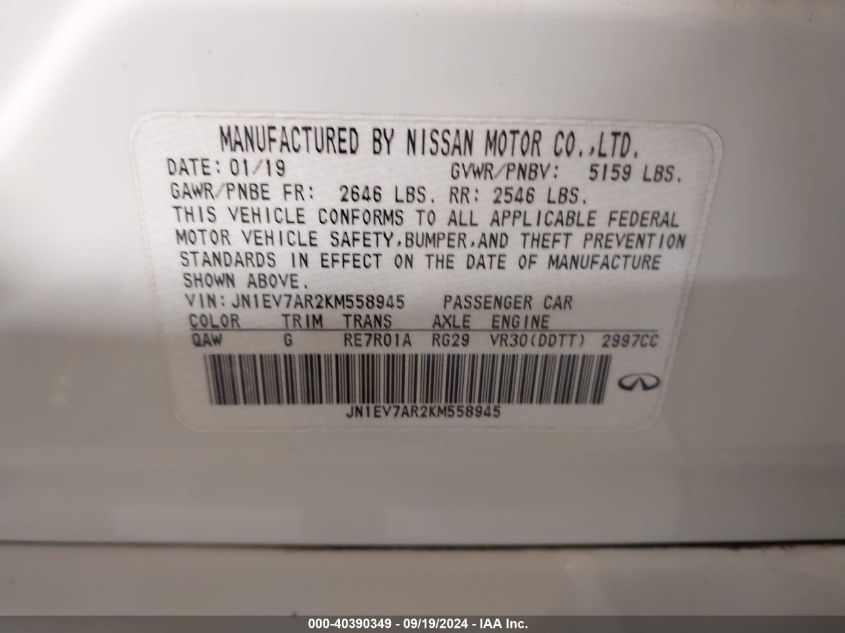 MANUFACTURED BY NISSAN MOTOR CO.,LTD.
DATE: 01/19 GVWR/PNBV: 5159 LBS.
GAWR/PNBE FR: 2646 LBS. RR: 2546 LBS.
THIS VEHICLE CONFORMS TO ALL APPLICABLE FEDERAL
MOTOR VEHICLE SAFETY,BUMPER,AND THEFT PREVENTION
STANDARDS IN EFFECT ON THE DATE OF MANUFACTURE
SHOWN ABOVE.
VIN: JN1EV7AR2KM558945 PASSENGER CAR
COLOR TRIM TRANS AXLE ENGINE
QAW G RE7R01A RG29 VR30(DDTT) 2997CC
JN1EV7AR2KM558945
000-40390349 - 09/19/2024 - IAA Inc.